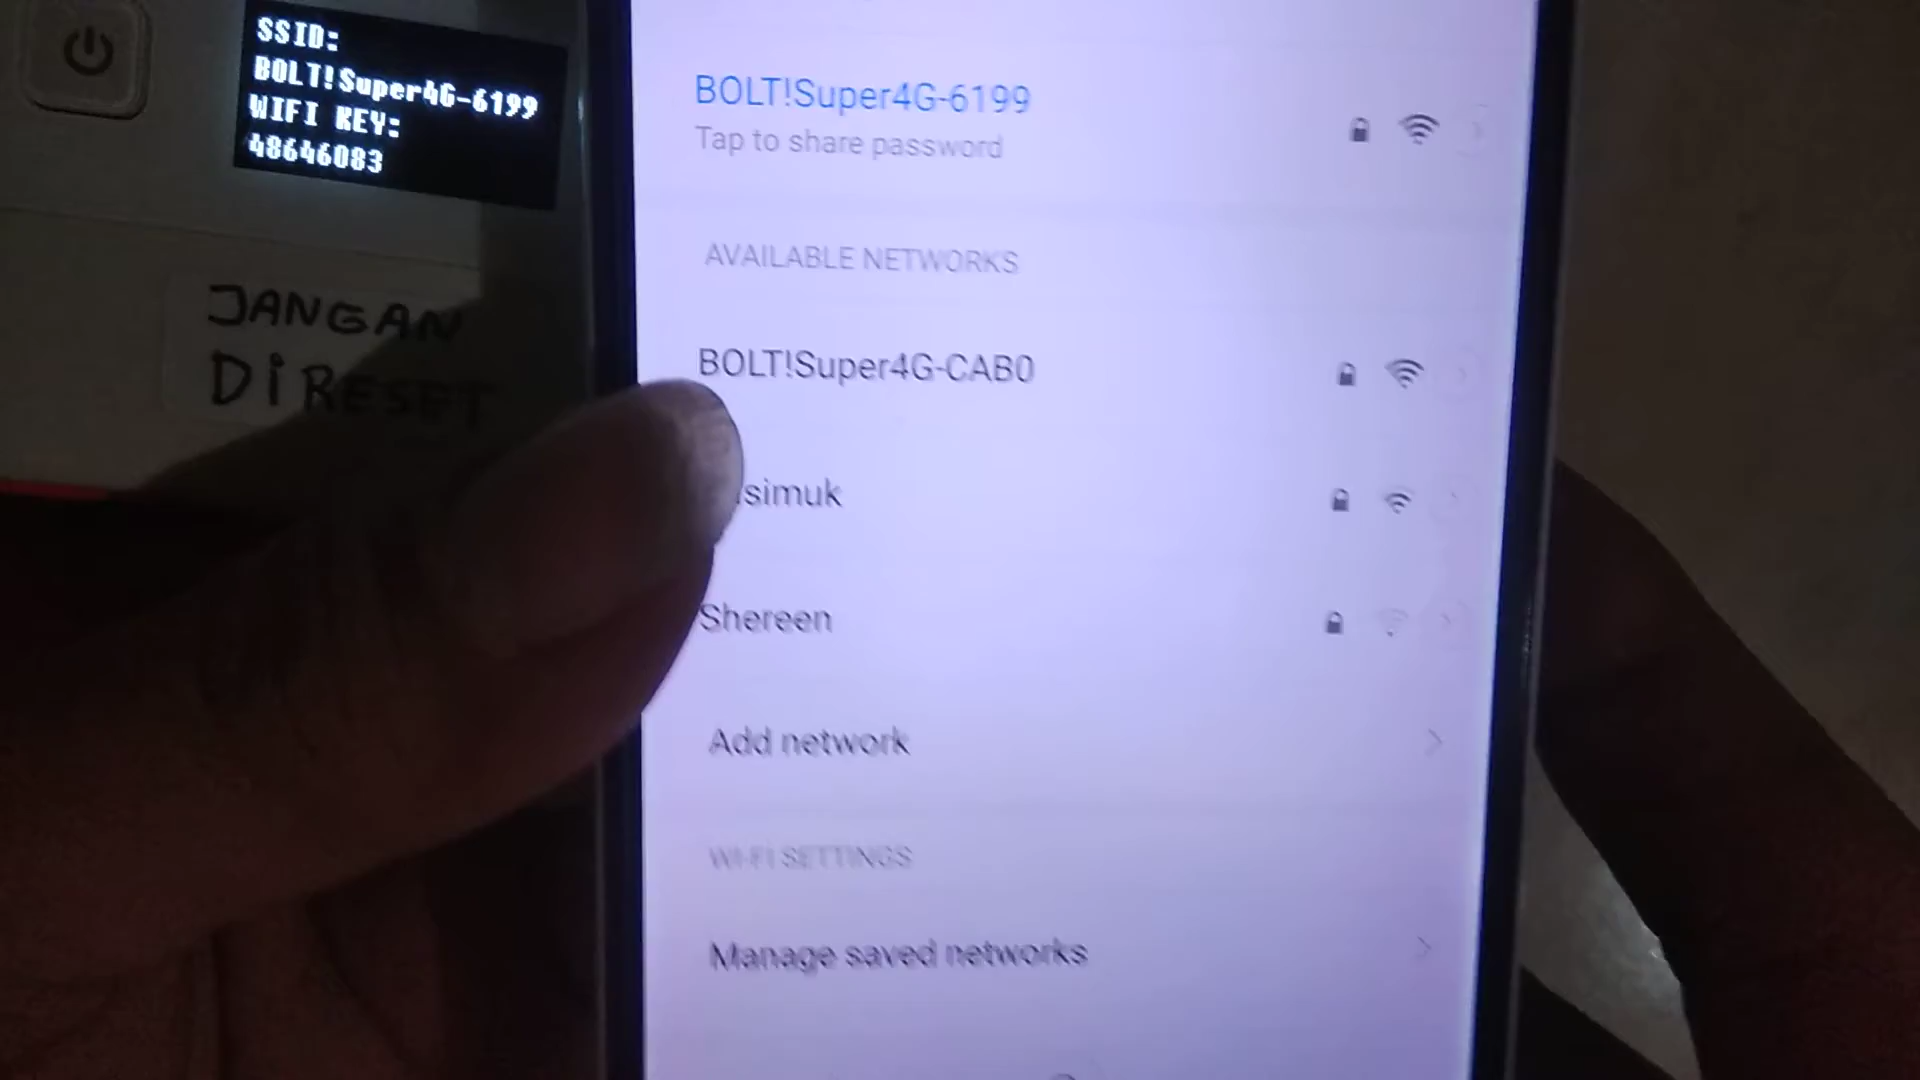 SSID:
BOLT!Super4G-6199
WIFI KEY:
48646083
JANGAN
DiRESET
BOLT!Super4G-6199
Tap to share password
AVAILABLE NETWORKS
BOLT!Super4G-CAB0
Shereen
Add network
WI-FI SETTINGS
Manage saved networks